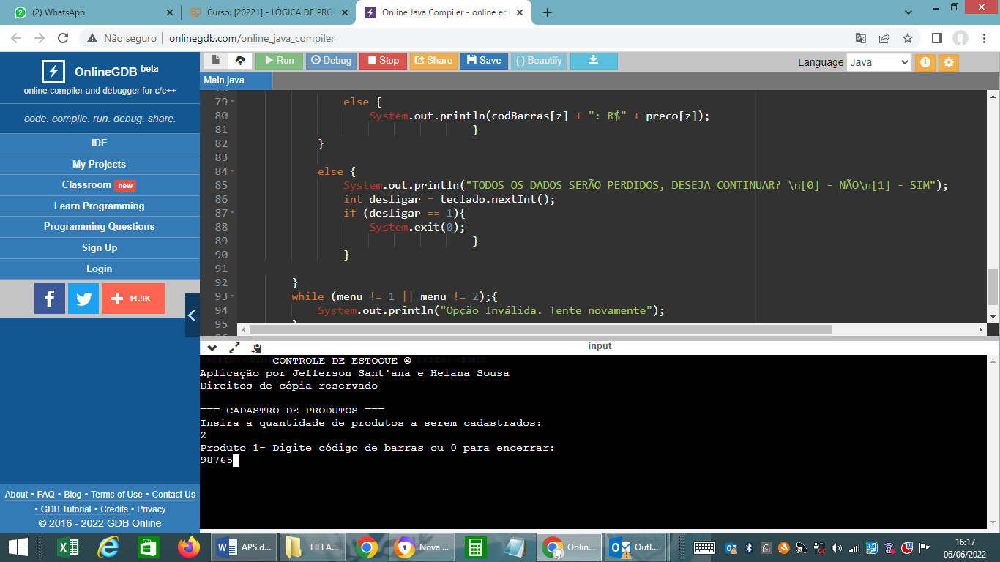 (2) WhatsApp
Curso: [20221] - LÓGICA DE PRO
Online Java Compiler - online edi
Não seguro
onlinegdb.com/online_java_compiler
OnlineGDB beta
online compiler and debugger for c/c++
code. compile. run. debug. share.
IDE
My Projects
Classroom new
Learn Programming
Programming Questions
Sign Up
Login
11.9K
About • FAQ • Blog • Terms of Use • Contact Us
• GDB Tutorial • Credits • Privacy
© 2016 - 2022 GDB Online
Run Debug Stop Share Save { } Beautify
Language Java
Main.java
79 else {
80 System.out.println(codBarras[z] + ": R$" + preco[z]);
81 }
82 }
83
84 else {
85 System.out.println("TODOS OS DADOS SERÃO PERDIDOS, DESEJA CONTINUAR? \n[0] - NÃO\n[1] - SIM");
86 int desligar = teclado.nextInt();
87 if (desligar == 1){
88 System.exit(0);
89 }
90 }
91
92 }
93 while (menu != 1 || menu != 2);{
94 System.out.println("Opção Inválida. Tente novamente");
95 }
input
========== CONTROLE DE ESTOQUE ® ==========
Aplicação por Jefferson Sant'ana e Helana Sousa
Direitos de cópia reservado
=== CADASTRO DE PRODUTOS ===
Insira a quantidade de produtos a serem cadastrados:
2
Produto 1- Digite código de barras ou 0 para encerrar:
98765
APS d...
HELA...
Nova ...
Onlin...
Outl...
16:17
06/06/2022